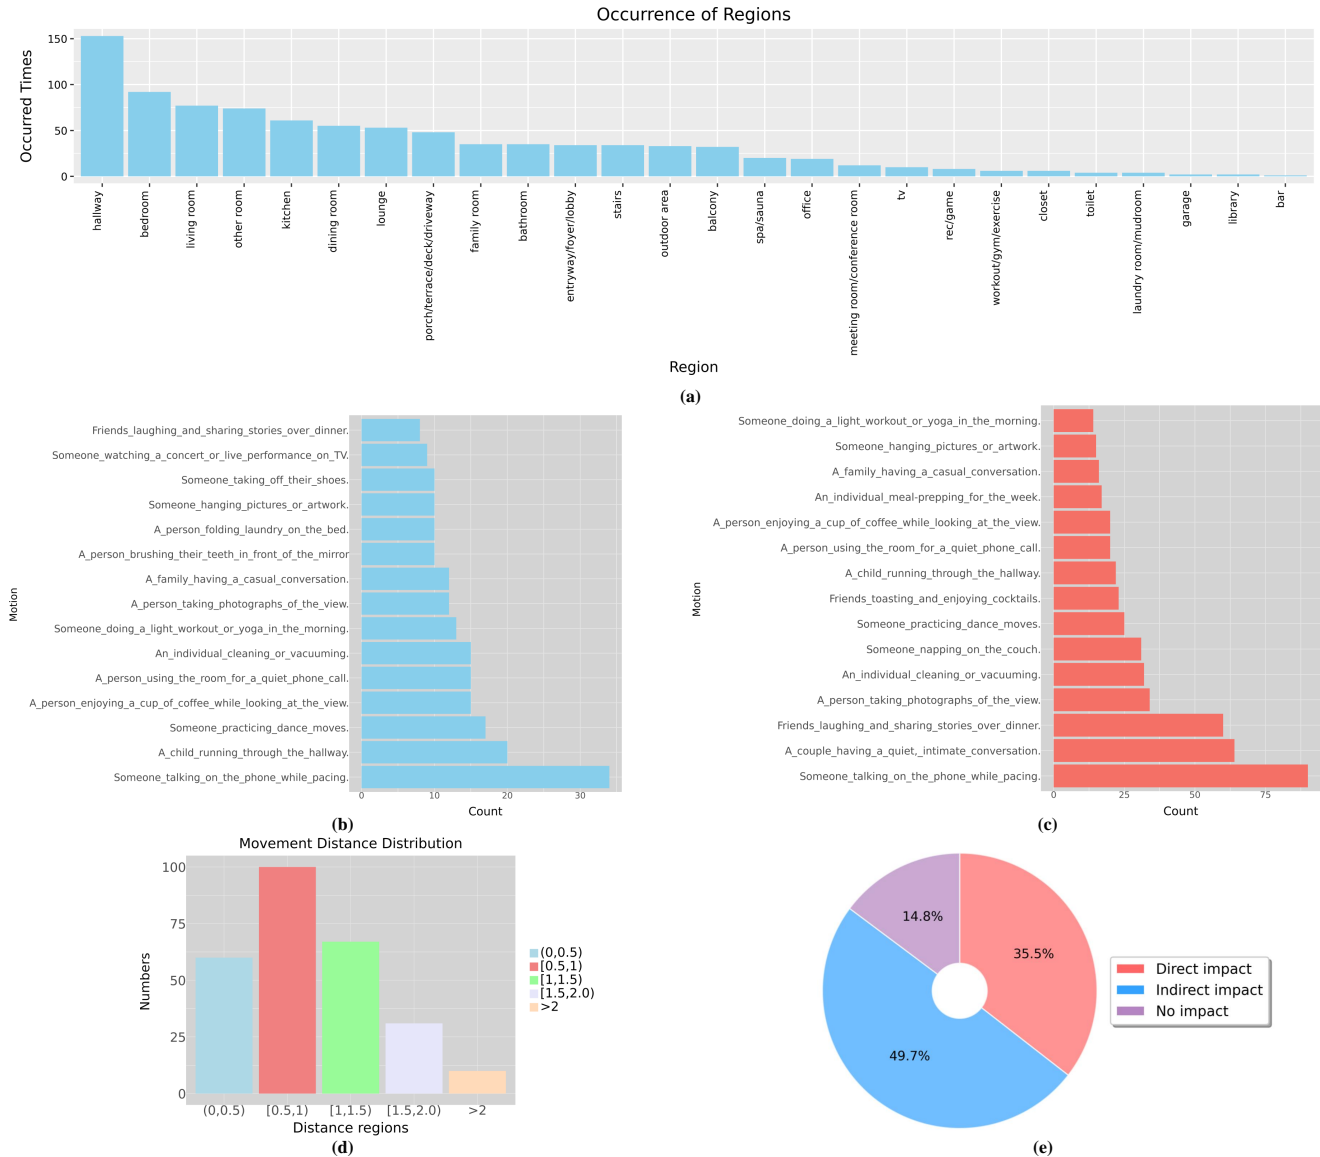 Occurrence of Regions
Occurred Times
150
100
50
0
hallway
bedroom
living room
other room
kitchen
dining room
lounge
porch/terrace/deck/driveway
family room
bathroom
entryway/foyer/lobby
stairs
outdoor area
balcony
spa/sauna
office
meeting room/conference room
tv
rec/game
workout/gym/exercise
closet
toilet
laundry room/mudroom
garage
library
bar
Region
(a)
Motion
Friends_laughing_and_sharing_stories_over_dinner.
Someone_watching_a_concert_or_live_performance_on_TV.
Someone_taking_off_their_shoes.
Someone_hanging_pictures_or_artwork.
A_person_folding_laundry_on_the_bed.
A_person_brushing_their_teeth_in_front_of_the_mirror
A_family_having_a_casual_conversation.
A_person_taking_photographs_of_the_view.
Someone_doing_a_light_workout_or_yoga_in_the_morning.
An_individual_cleaning_or_vacuuming.
A_person_using_the_room_for_a_quiet_phone_call.
A_person_enjoying_a_cup_of_coffee_while_looking_at_the_view.
Someone_practicing_dance_moves.
A_child_running_through_the_hallway.
Someone_talking_on_the_phone_while_pacing.
0 10 20 30
Count
(b)
Motion
Someone_doing_a_light_workout_or_yoga_in_the_morning.
Someone_hanging_pictures_or_artwork.
A_family_having_a_casual_conversation.
An_individual_meal-prepping_for_the_week.
A_person_enjoying_a_cup_of_coffee_while_looking_at_the_view.
A_person_using_the_room_for_a_quiet_phone_call.
A_child_running_through_the_hallway.
Friends_toasting_and_enjoying_cocktails.
Someone_practicing_dance_moves.
Someone_napping_on_the_couch.
An_individual_cleaning_or_vacuuming.
A_person_taking_photographs_of_the_view.
Friends_laughing_and_sharing_stories_over_dinner.
A_couple_having_a_quiet,_intimate_conversation.
Someone_talking_on_the_phone_while_pacing.
0 25 50 75
Count
(c)
Movement Distance Distribution
Numbers
100
75
50
25
0
(0,0.5) [0.5,1) [1,1.5) [1.5,2.0) >2
Distance regions
(0,0.5)
[0.5,1)
[1,1.5)
[1.5,2.0)
>2
(d)
14.8%
35.5%
49.7%
Direct impact
Indirect impact
No impact
(e)